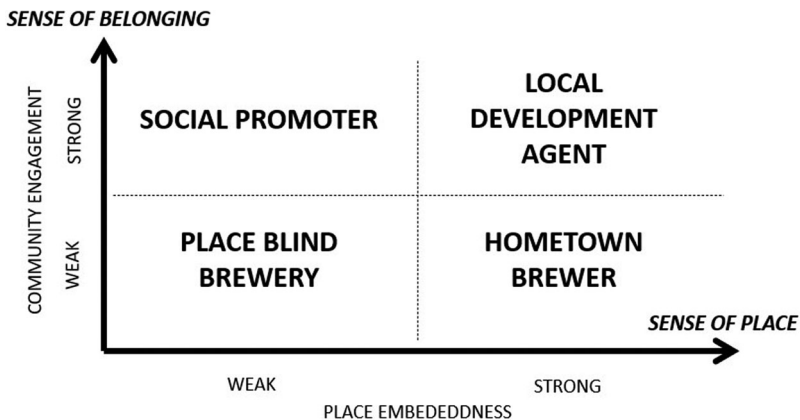 SENSE OF BELONGING
COMMUNITY ENGAGEMENT
STRONG
WEAK
SOCIAL PROMOTER
LOCAL
DEVELOPMENT
AGENT
PLACE BLIND
BREWERY
HOMETOWN
BREWER
SENSE OF PLACE
WEAK
STRONG
PLACE EMBEDEDDNESS